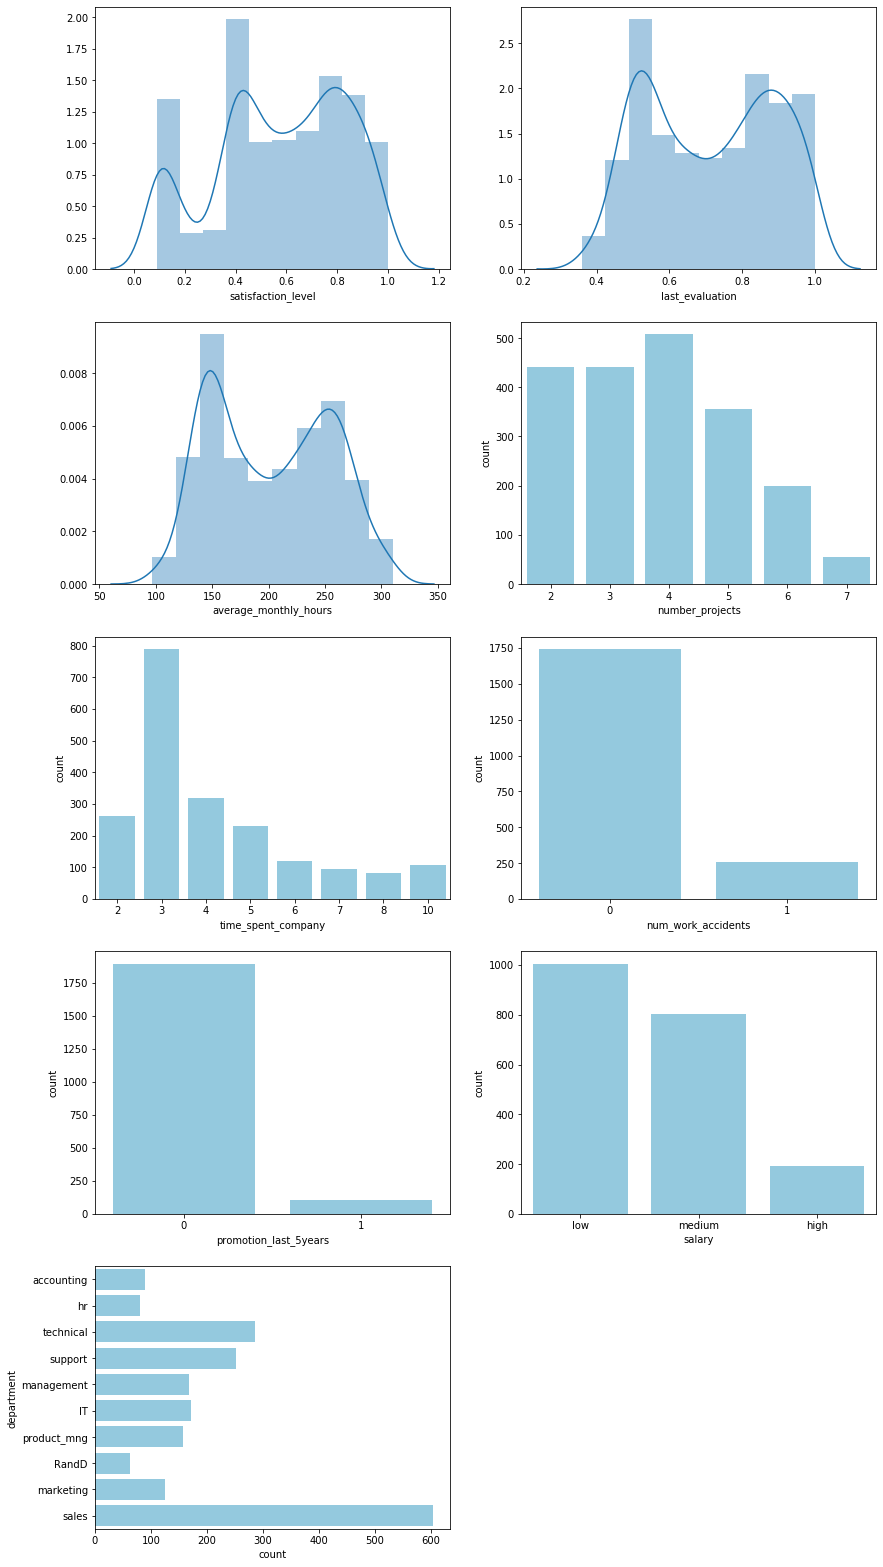 2.00
1.75
1.50
1.25
1.00
0.75
0.50
0.25
0.00
0.0 0.2 0.4 0.6 0.8 1.0 1.2
satisfaction_level
2.5
2.0
1.5
1.0
0.5
0.0
0.2 0.4 0.6 0.8 1.0
last_evaluation
0.008
0.006
0.004
0.002
0.000
50 100 150 200 250 300 350
average_monthly_hours
500
400
300
200
100
0
count
2 3 4 5 6 7
number_projects
800
700
600
500
400
300
200
100
0
count
2 3 4 5 6 7 8 10
time_spent_company
1750
1500
1250
1000
750
500
250
0
count
0 1
num_work_accidents
1750
1500
1250
1000
750
500
250
0
count
0 1
promotion_last_5years
1000
800
600
400
200
0
count
low medium high
salary
accounting
hr
technical
support
management
IT
product_mng
RandD
marketing
sales
department
0 100 200 300 400 500 600
count